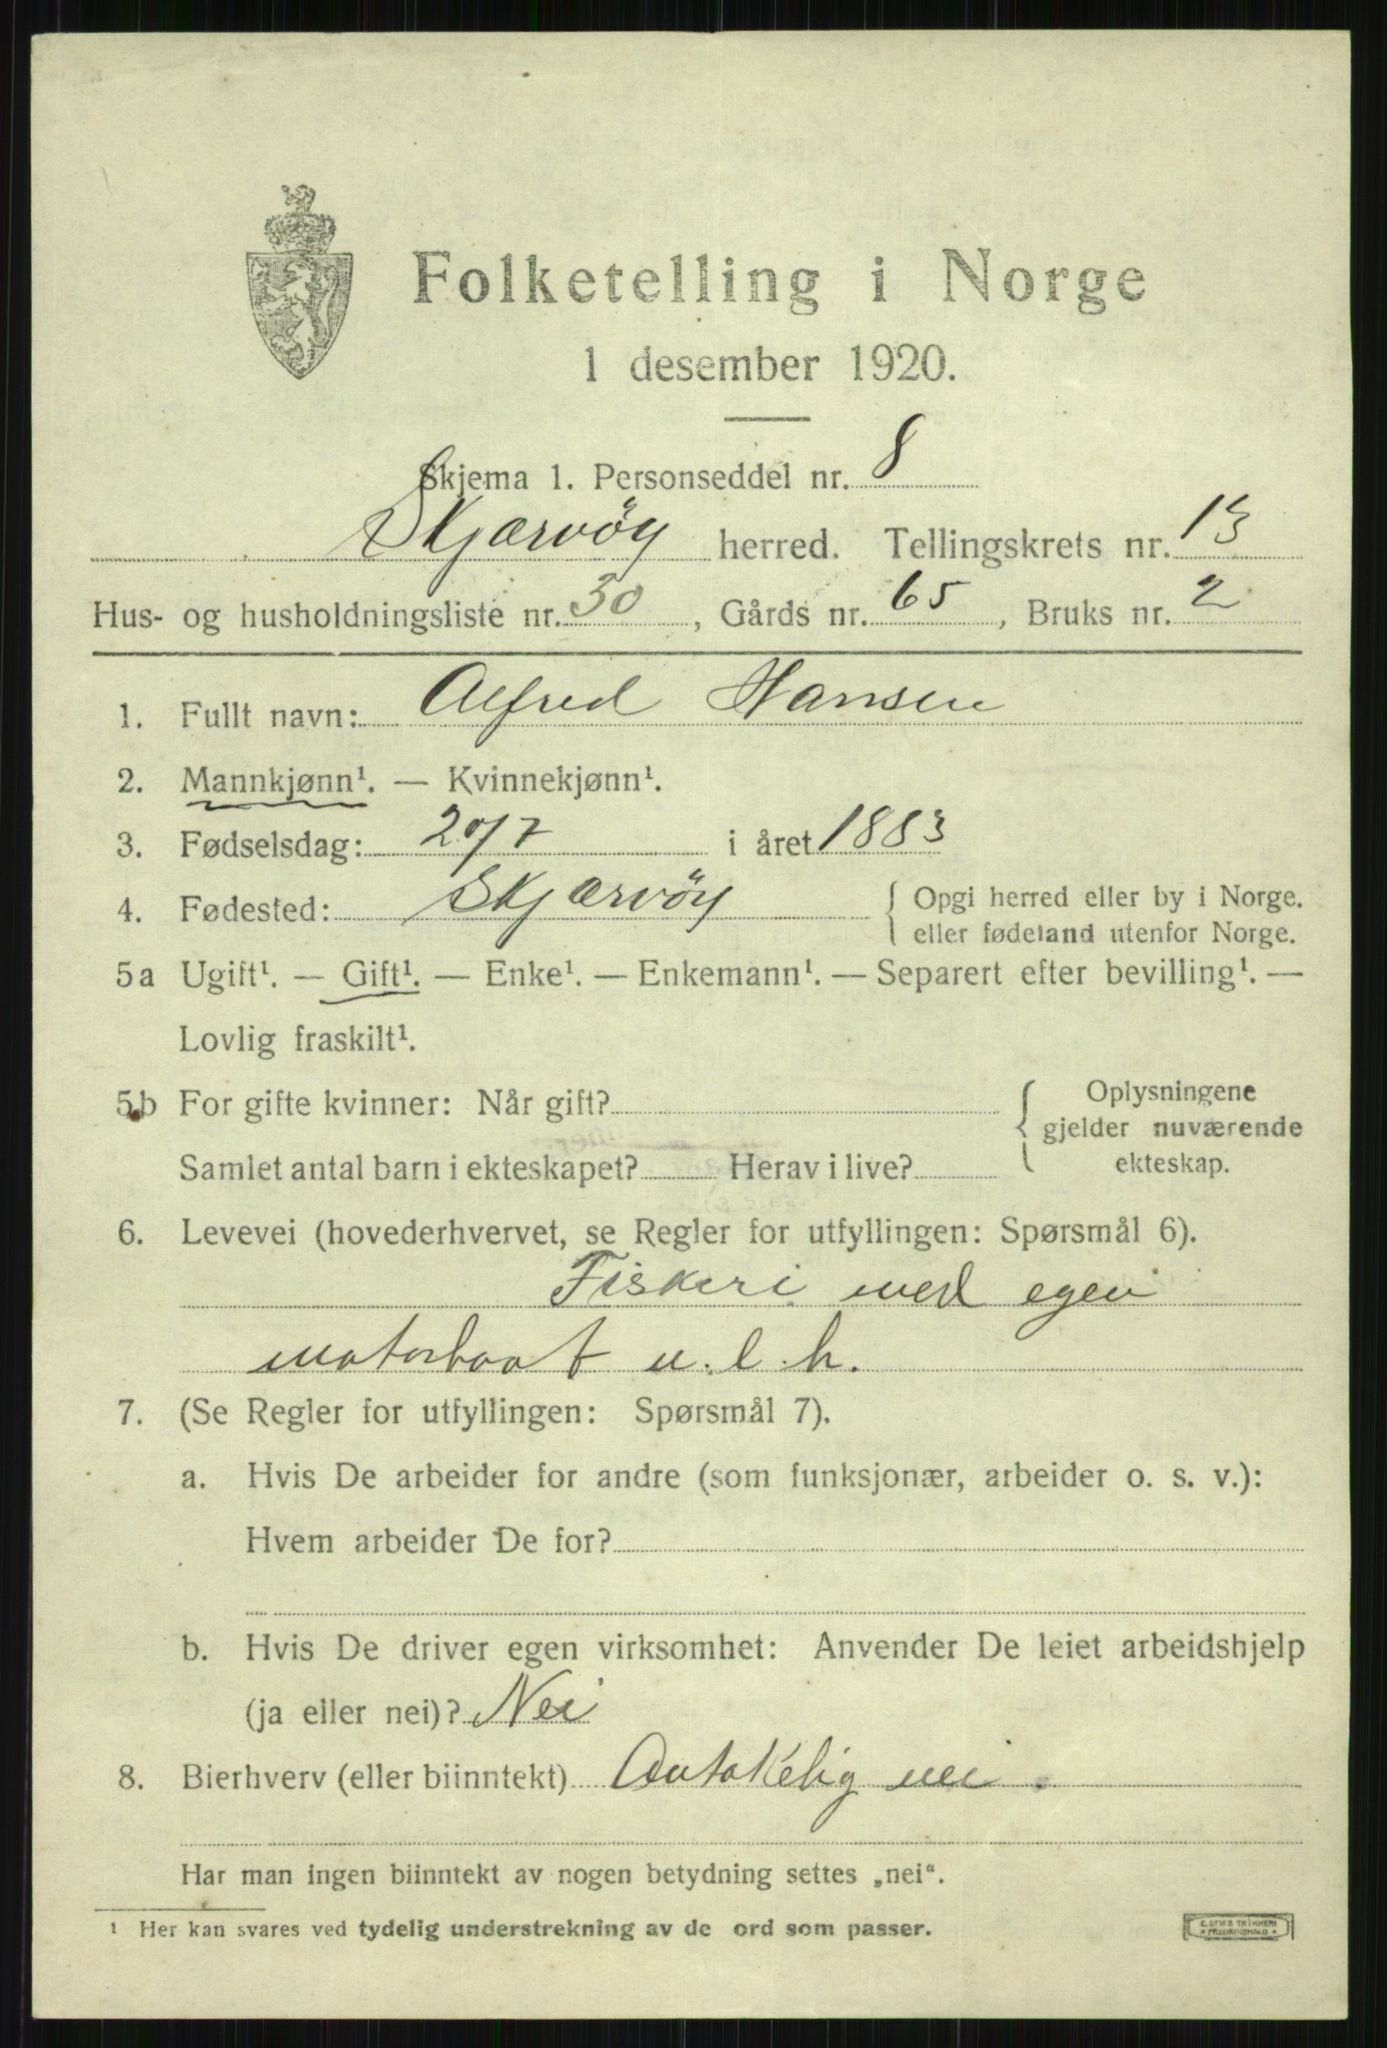 Folketelling i Norge
1 desember 1920.
Skjema 1. Personseddel nr. 8
Skjærvöy herred. Tellingskrets nr. 13
Hus- og husholdningsliste nr. 30, Gårds nr. 65, Bruks nr. 2
1. Fullt navn: Alfred Hansen
2. Mannkjønn¹. — Kvinnekjønn¹.
3. Fødselsdag: 20/7 i året 1883
4. Fødested: Skjærvöy { Opgi herred eller by i Norge.
eller fødeland utenfor Norge.
5a Ugift¹. — Gift¹. — Enke¹. — Enkemann¹. — Separert efter bevilling¹. —
Lovlig fraskilt¹.
5b For gifte kvinner: Når gift? { Oplysningene
gjelder nuværende
Samlet antal barn i ekteskapet? Herav i live? ekteskap.
6. Levevei (hovederhvervet, se Regler for utfyllingen: Spørsmål 6).
Fiskeri med egen
motorbaat u. l. h.
7. (Se Regler for utfyllingen: Spørsmål 7).
a. Hvis De arbeider for andre (som funksjonær, arbeider o. s. v.):
Hvem arbeider De for?
b. Hvis De driver egen virksomhet: Anvender De leiet arbeidshjelp
(ja eller nei)? Nei
8. Bierhverv (eller biinntekt) nei.
Har man ingen biinntekt av nogen betydning settes „nei“.
¹ Her kan svares ved tydelig understrekning av de ord som passer.